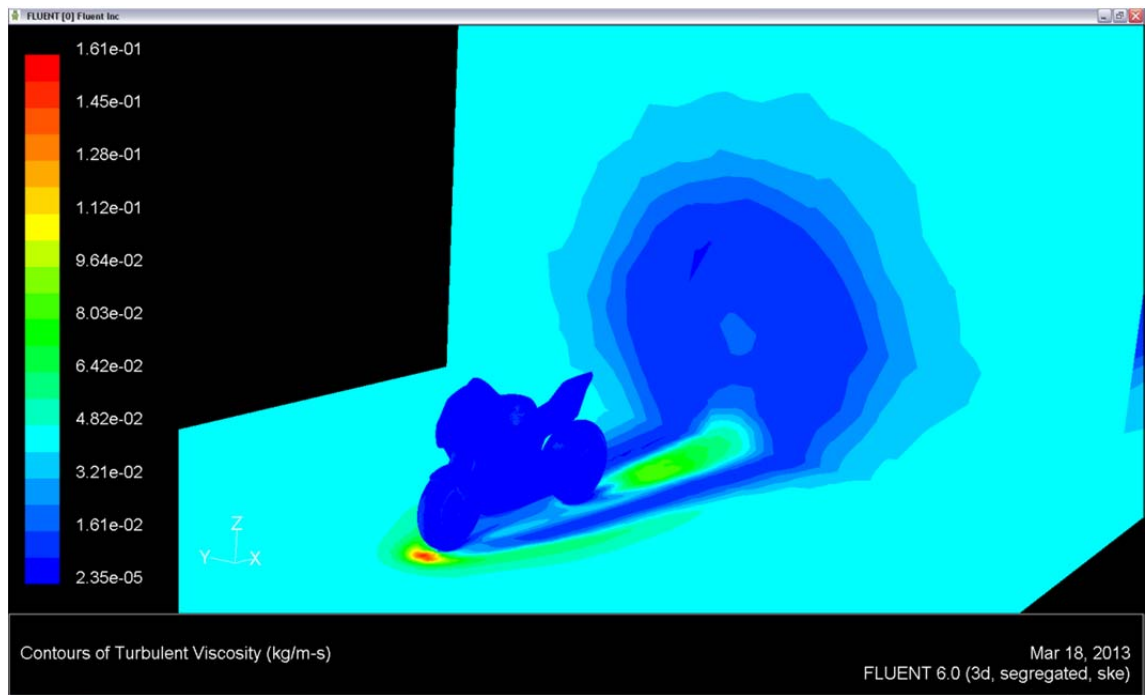 FLUENT [0] Fluent Inc
1.61e-01
1.45e-01
1.28e-01
1.12e-01
9.64e-02
8.03e-02
6.42e-02
4.82e-02
3.21e-02
1.61e-02
2.35e-05
Z
Y X
Contours of Turbulent Viscosity (kg/m-s)
Mar 18, 2013
FLUENT 6.0 (3d, segregated, ske)